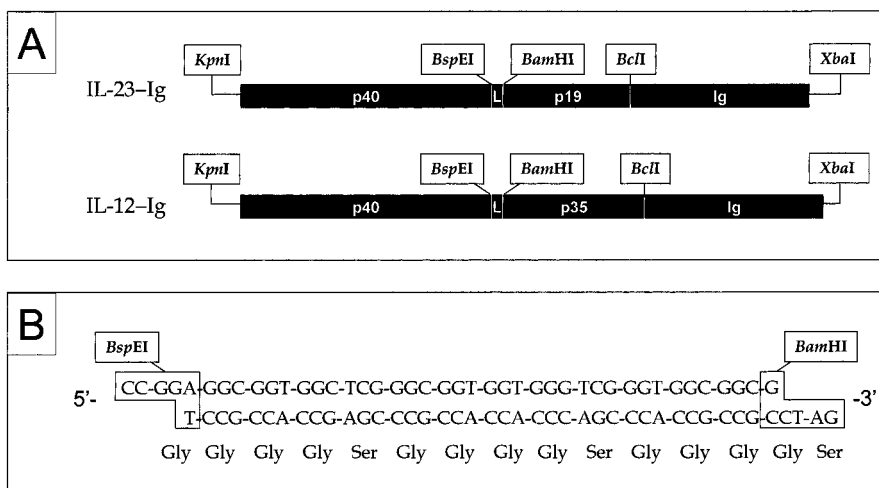 A
KpnI BspEI BamHI BclI XbaI
IL-23–Ig
p40 L p19 Ig
KpnI BspEI BamHI BclI XbaI
IL-12–Ig
p40 L p35 Ig
B
BspEI BamHI
5'- CC-GGA-GGC-GGT-GGC-TCG-GGC-GGT-GGT-GGG-TCG-GGT-GGC-GGC-G -3'
T-CCG-CCA-CCG-AGC-CCG-CCA-CCA-CCC-AGC-CCA-CCG-CCG-CCT-AG
Gly Gly Gly Gly Ser Gly Gly Gly Gly Ser Gly Gly Gly Gly Ser